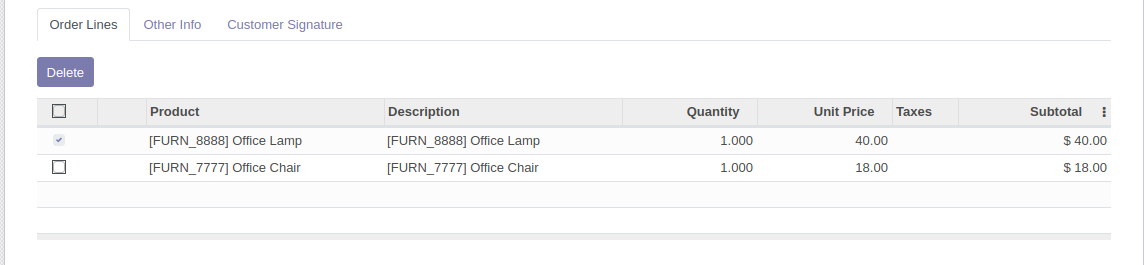 Order Lines Other Info Customer Signature
Delete
Product Description Quantity Unit Price Taxes Subtotal
[FURN_8888] Office Lamp [FURN_8888] Office Lamp 1.000 40.00 $ 40.00
[FURN_7777] Office Chair [FURN_7777] Office Chair 1.000 18.00 $ 18.00